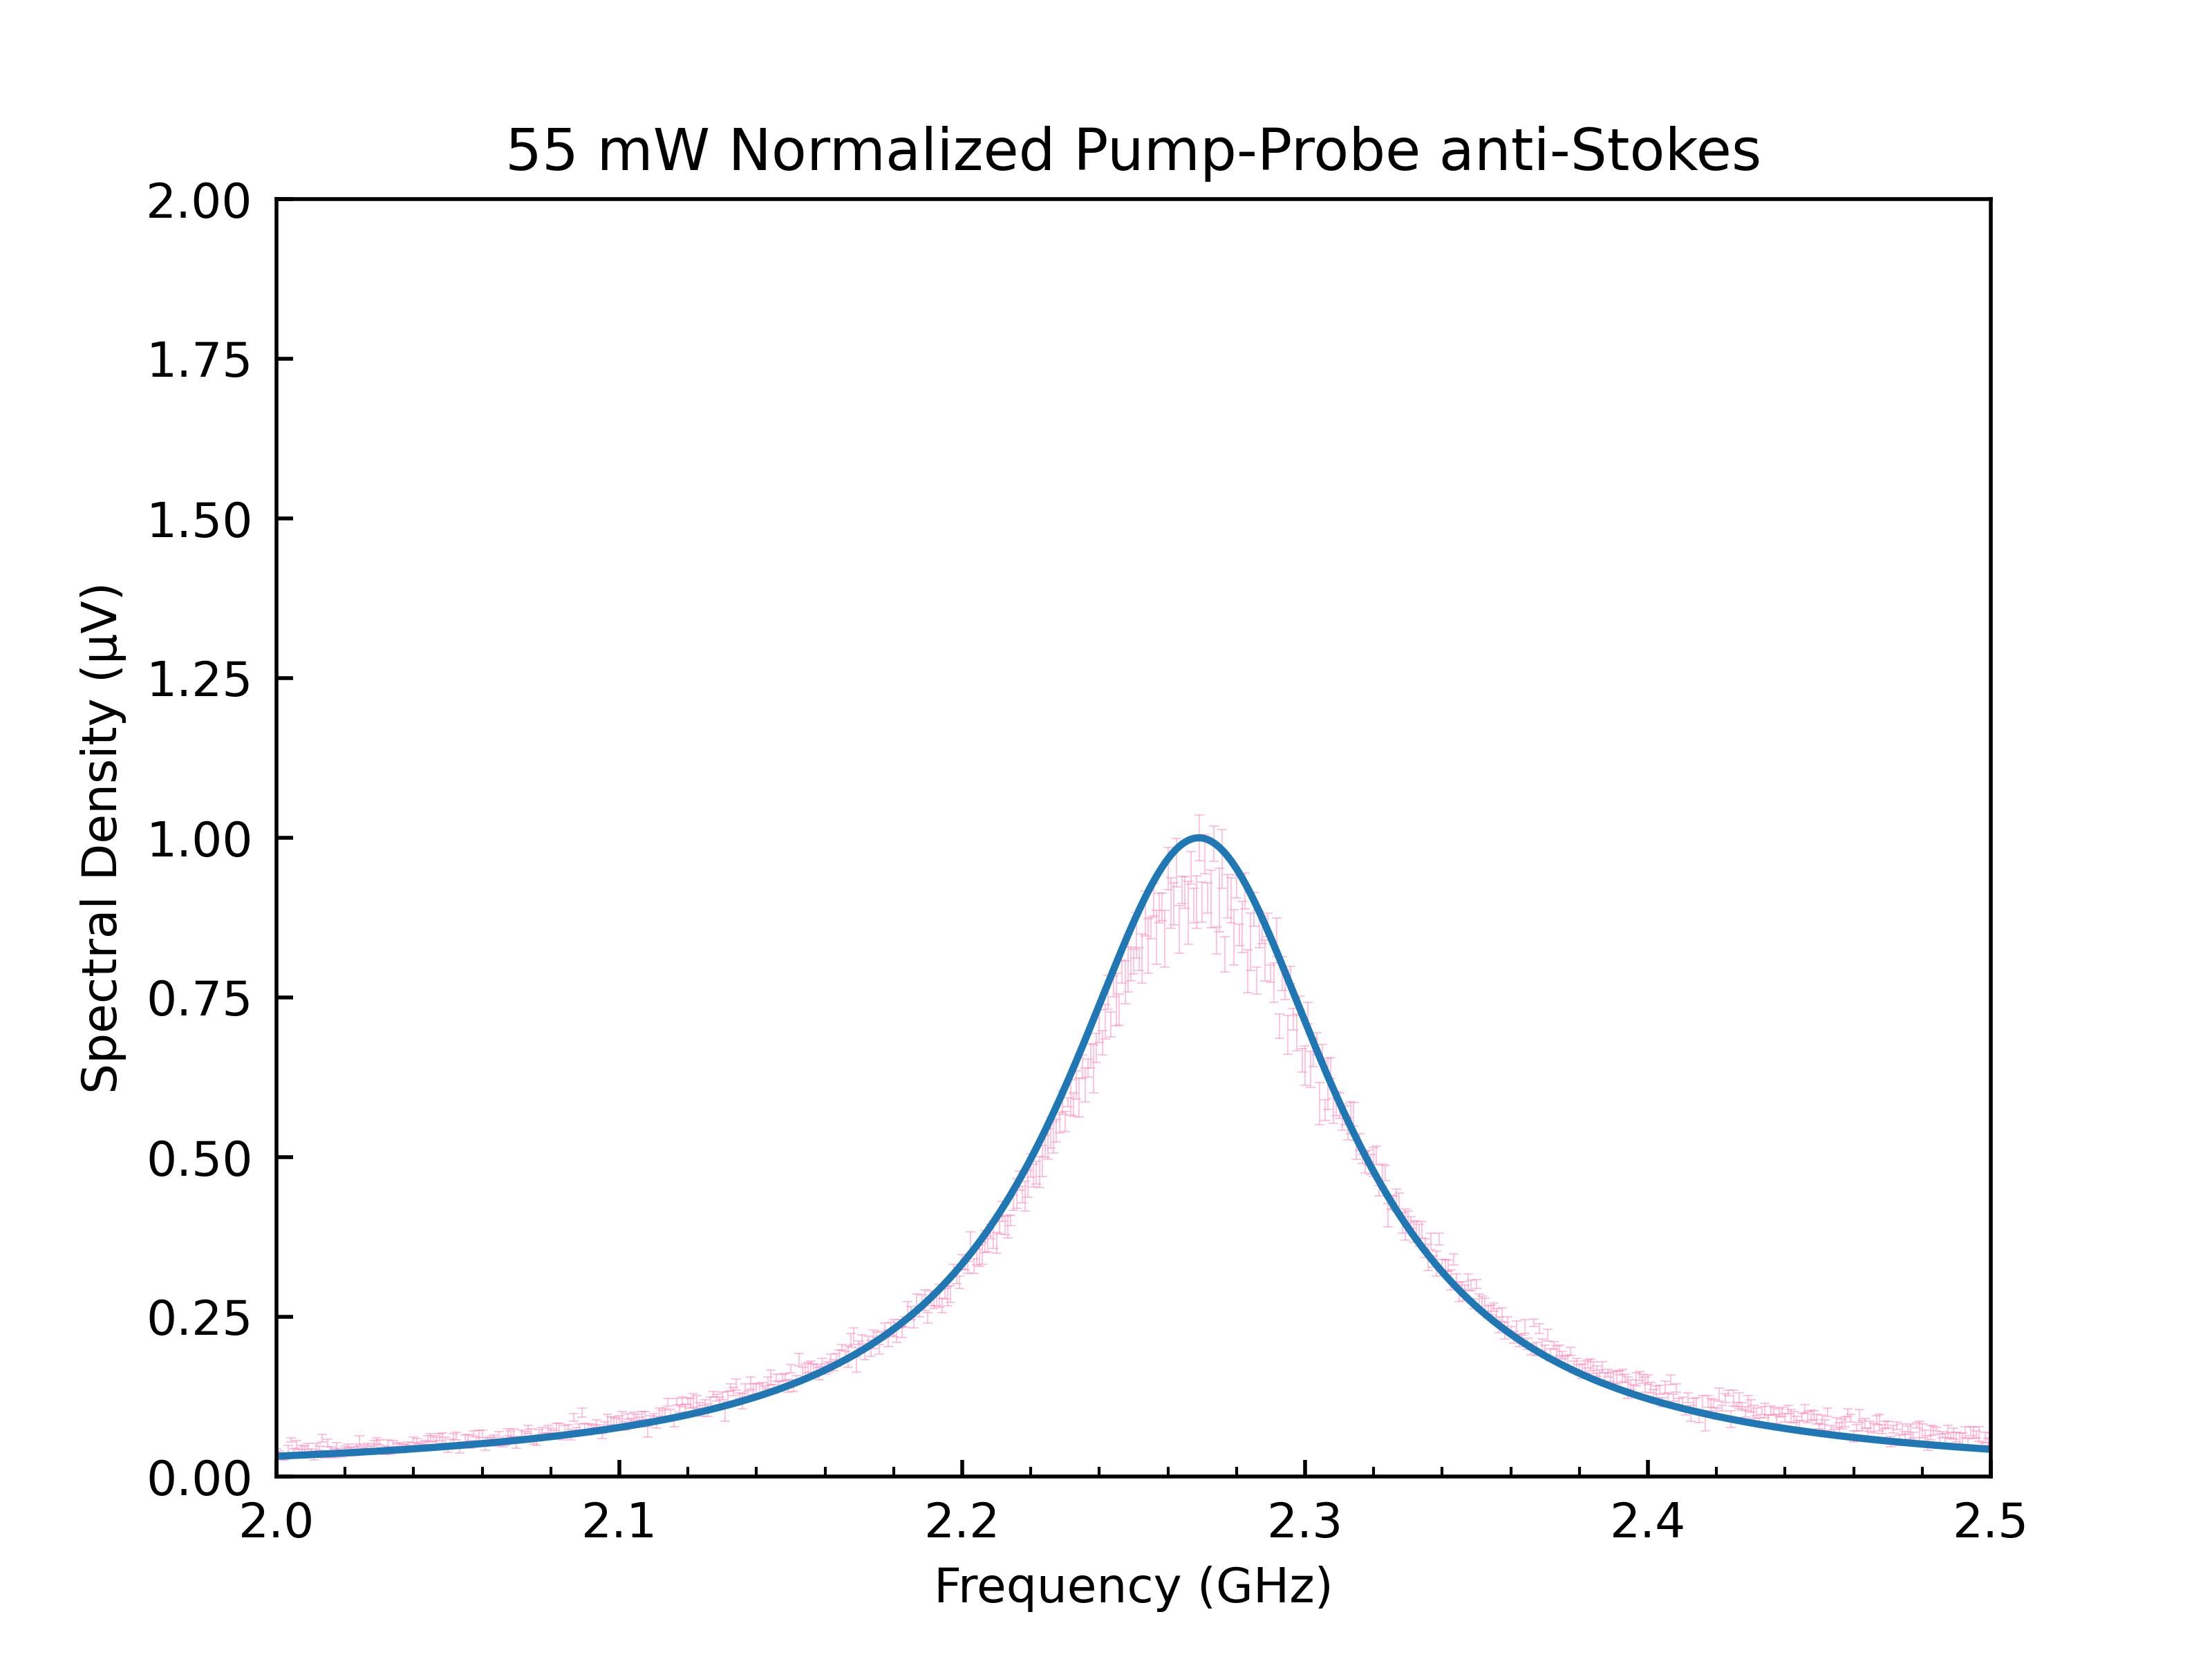 55 mW Normalized Pump-Probe anti-Stokes
2.00
1.75
1.50
1.25
1.00
0.75
0.50
0.25
0.00
Spectral Density (µV)
2.0 2.1 2.2 2.3 2.4 2.5
Frequency (GHz)